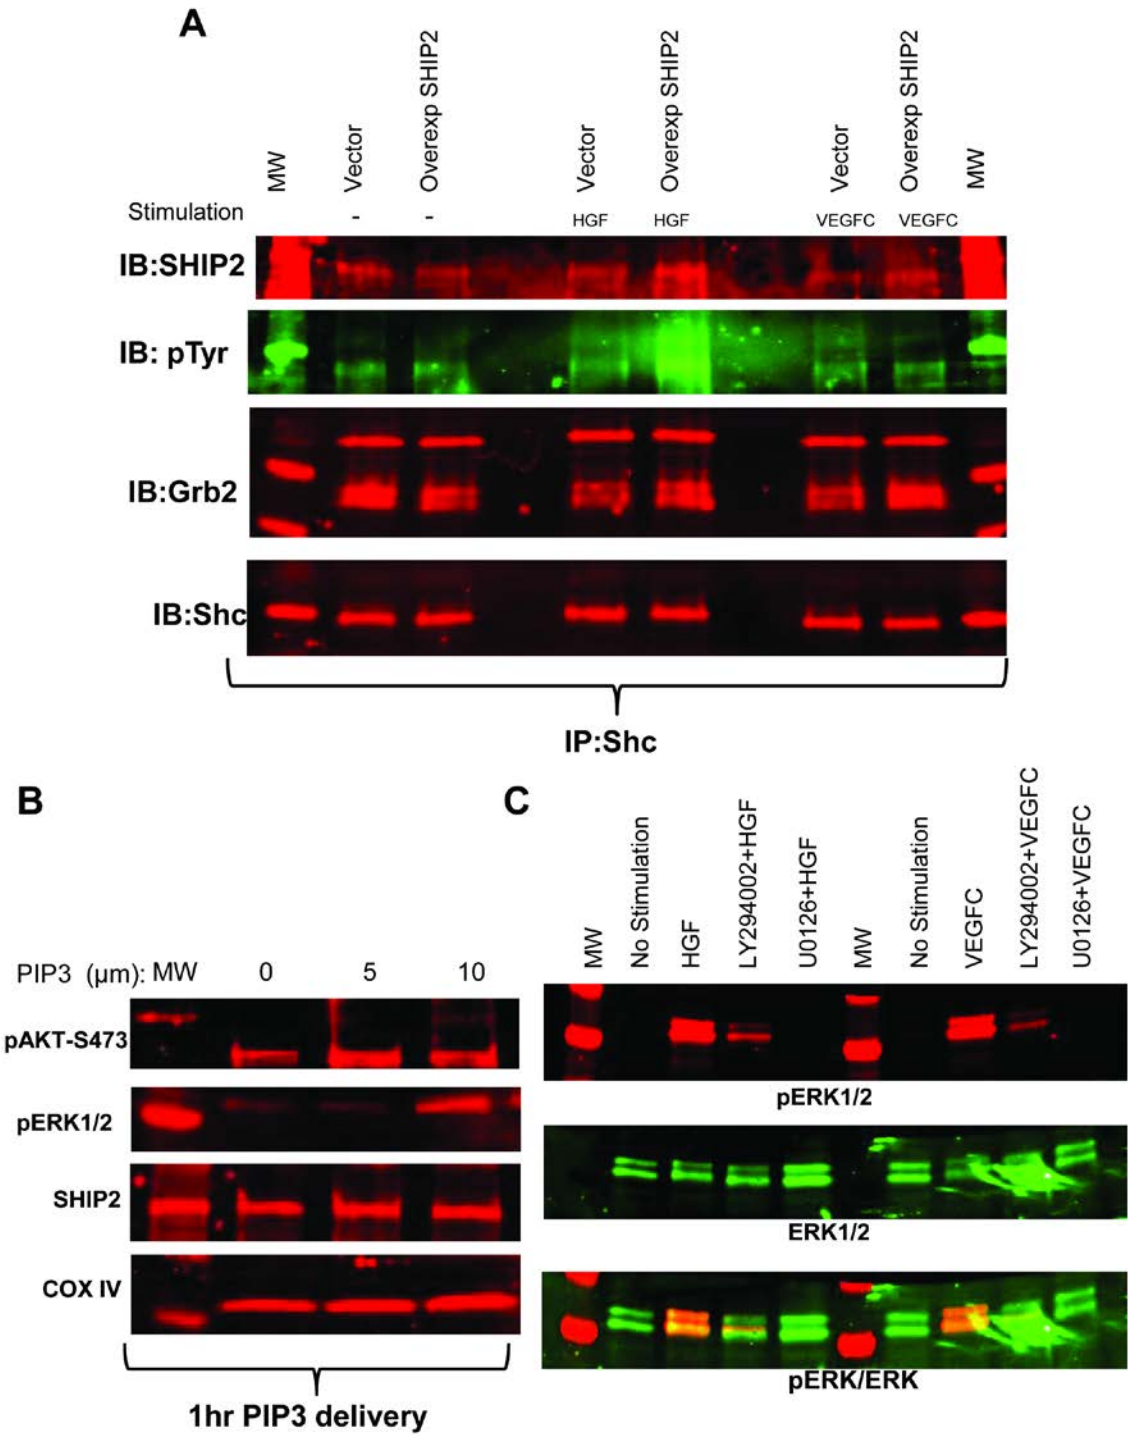 A
MW
Vector
Overexp SHIP2
Vector
Overexp SHIP2
Vector
Overexp SHIP2
MW
Stimulation - - HGF HGF VEGFC VEGFC
IB:SHIP2
IB: pTyr
IB:Grb2
IB:Shc
IP:Shc
B
PIP3 (µm): MW 0 5 10
pAKT-S473
pERK1/2
SHIP2
COX IV
1hr PIP3 delivery
C
MW
No Stimulation
HGF
LY294002+HGF
U0126+HGF
MW
No Stimulation
VEGFC
LY294002+VEGFC
U0126+VEGFC
pERK1/2
ERK1/2
pERK/ERK